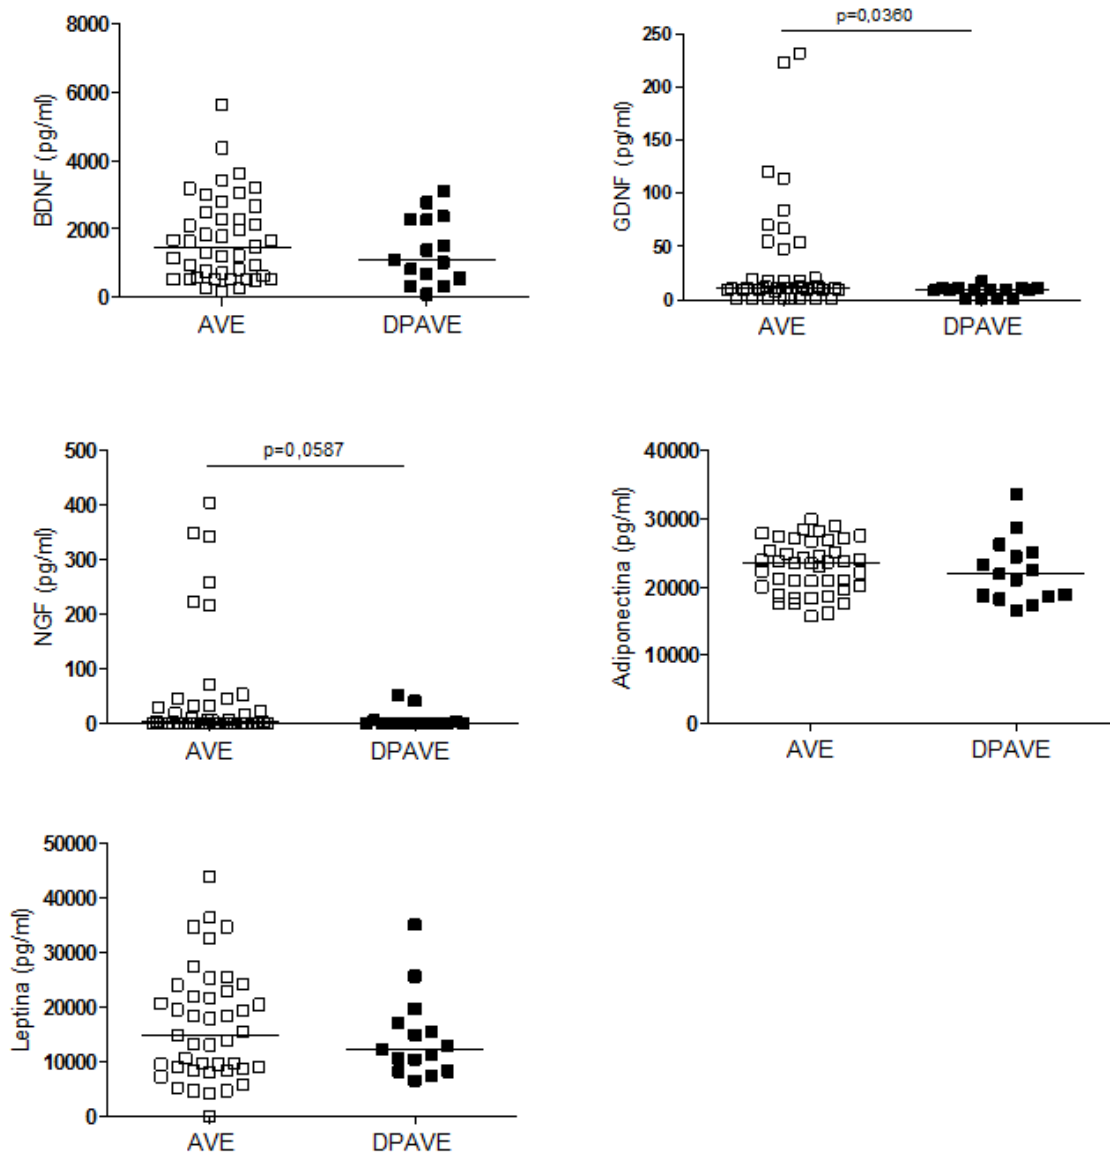 BDNF (pg/ml)
8000
6000
4000
2000
0
AVE
DPAVE
p=0,0360
GDNF (pg/ml)
250
200
150
100
50
0
AVE
DPAVE
p=0,0587
NGF (pg/ml)
500
400
300
200
100
0
AVE
DPAVE
Adiponectina (pg/ml)
40000
30000
20000
10000
0
AVE
DPAVE
Leptina (pg/ml)
50000
40000
30000
20000
10000
0
AVE
DPAVE